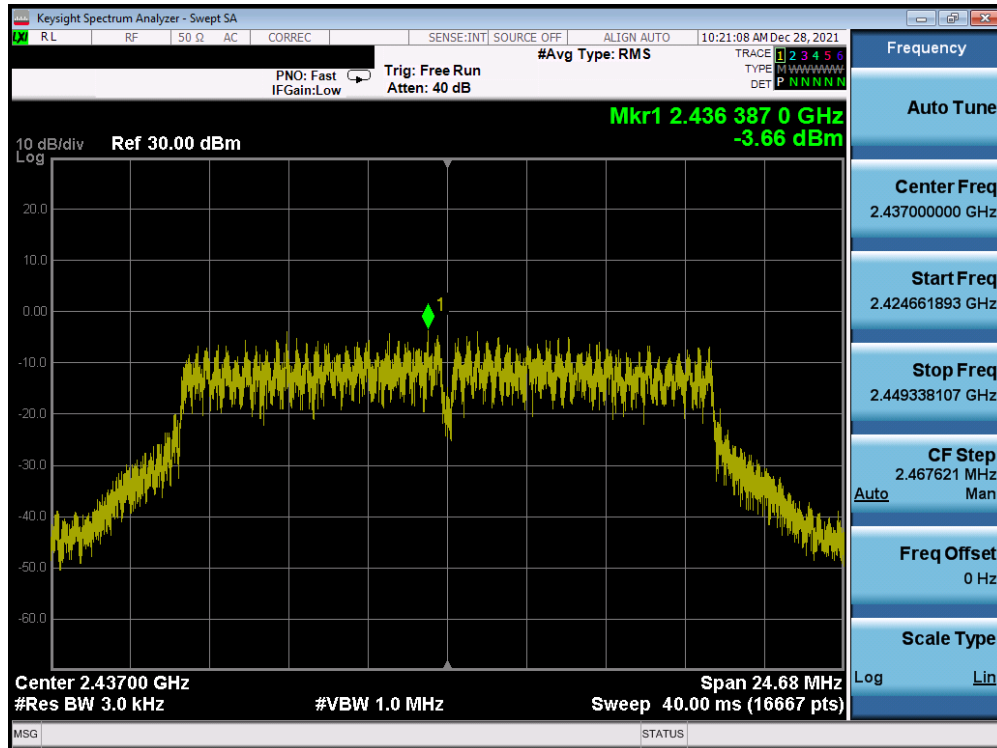 Keysight Spectrum Analyzer - Swept SA
LXI RL RF 50 Ω AC CORREC SENSE:INT SOURCE OFF ALIGN AUTO 10:21:08 AM Dec 28, 2021
#Avg Type: RMS TRACE 1 2 3 4 5 6
PNO: Fast Trig: Free Run TYPE M W W W W W
IFGain:Low Atten: 40 dB DET P N N N N N
Mkr1 2.436 387 0 GHz
-3.66 dBm
10 dB/div Ref 30.00 dBm
Log
20.0
10.0
0.00
1
-10.0
-20.0
-30.0
-40.0
-50.0
-60.0
Center 2.43700 GHz Span 24.68 MHz
#Res BW 3.0 kHz #VBW 1.0 MHz Sweep 40.00 ms (16667 pts)
MSG STATUS
Frequency
Auto Tune
Center Freq
2.437000000 GHz
Start Freq
2.424661893 GHz
Stop Freq
2.449338107 GHz
CF Step
2.467621 MHz
Auto Man
Freq Offset
0 Hz
Scale Type
Log Lin